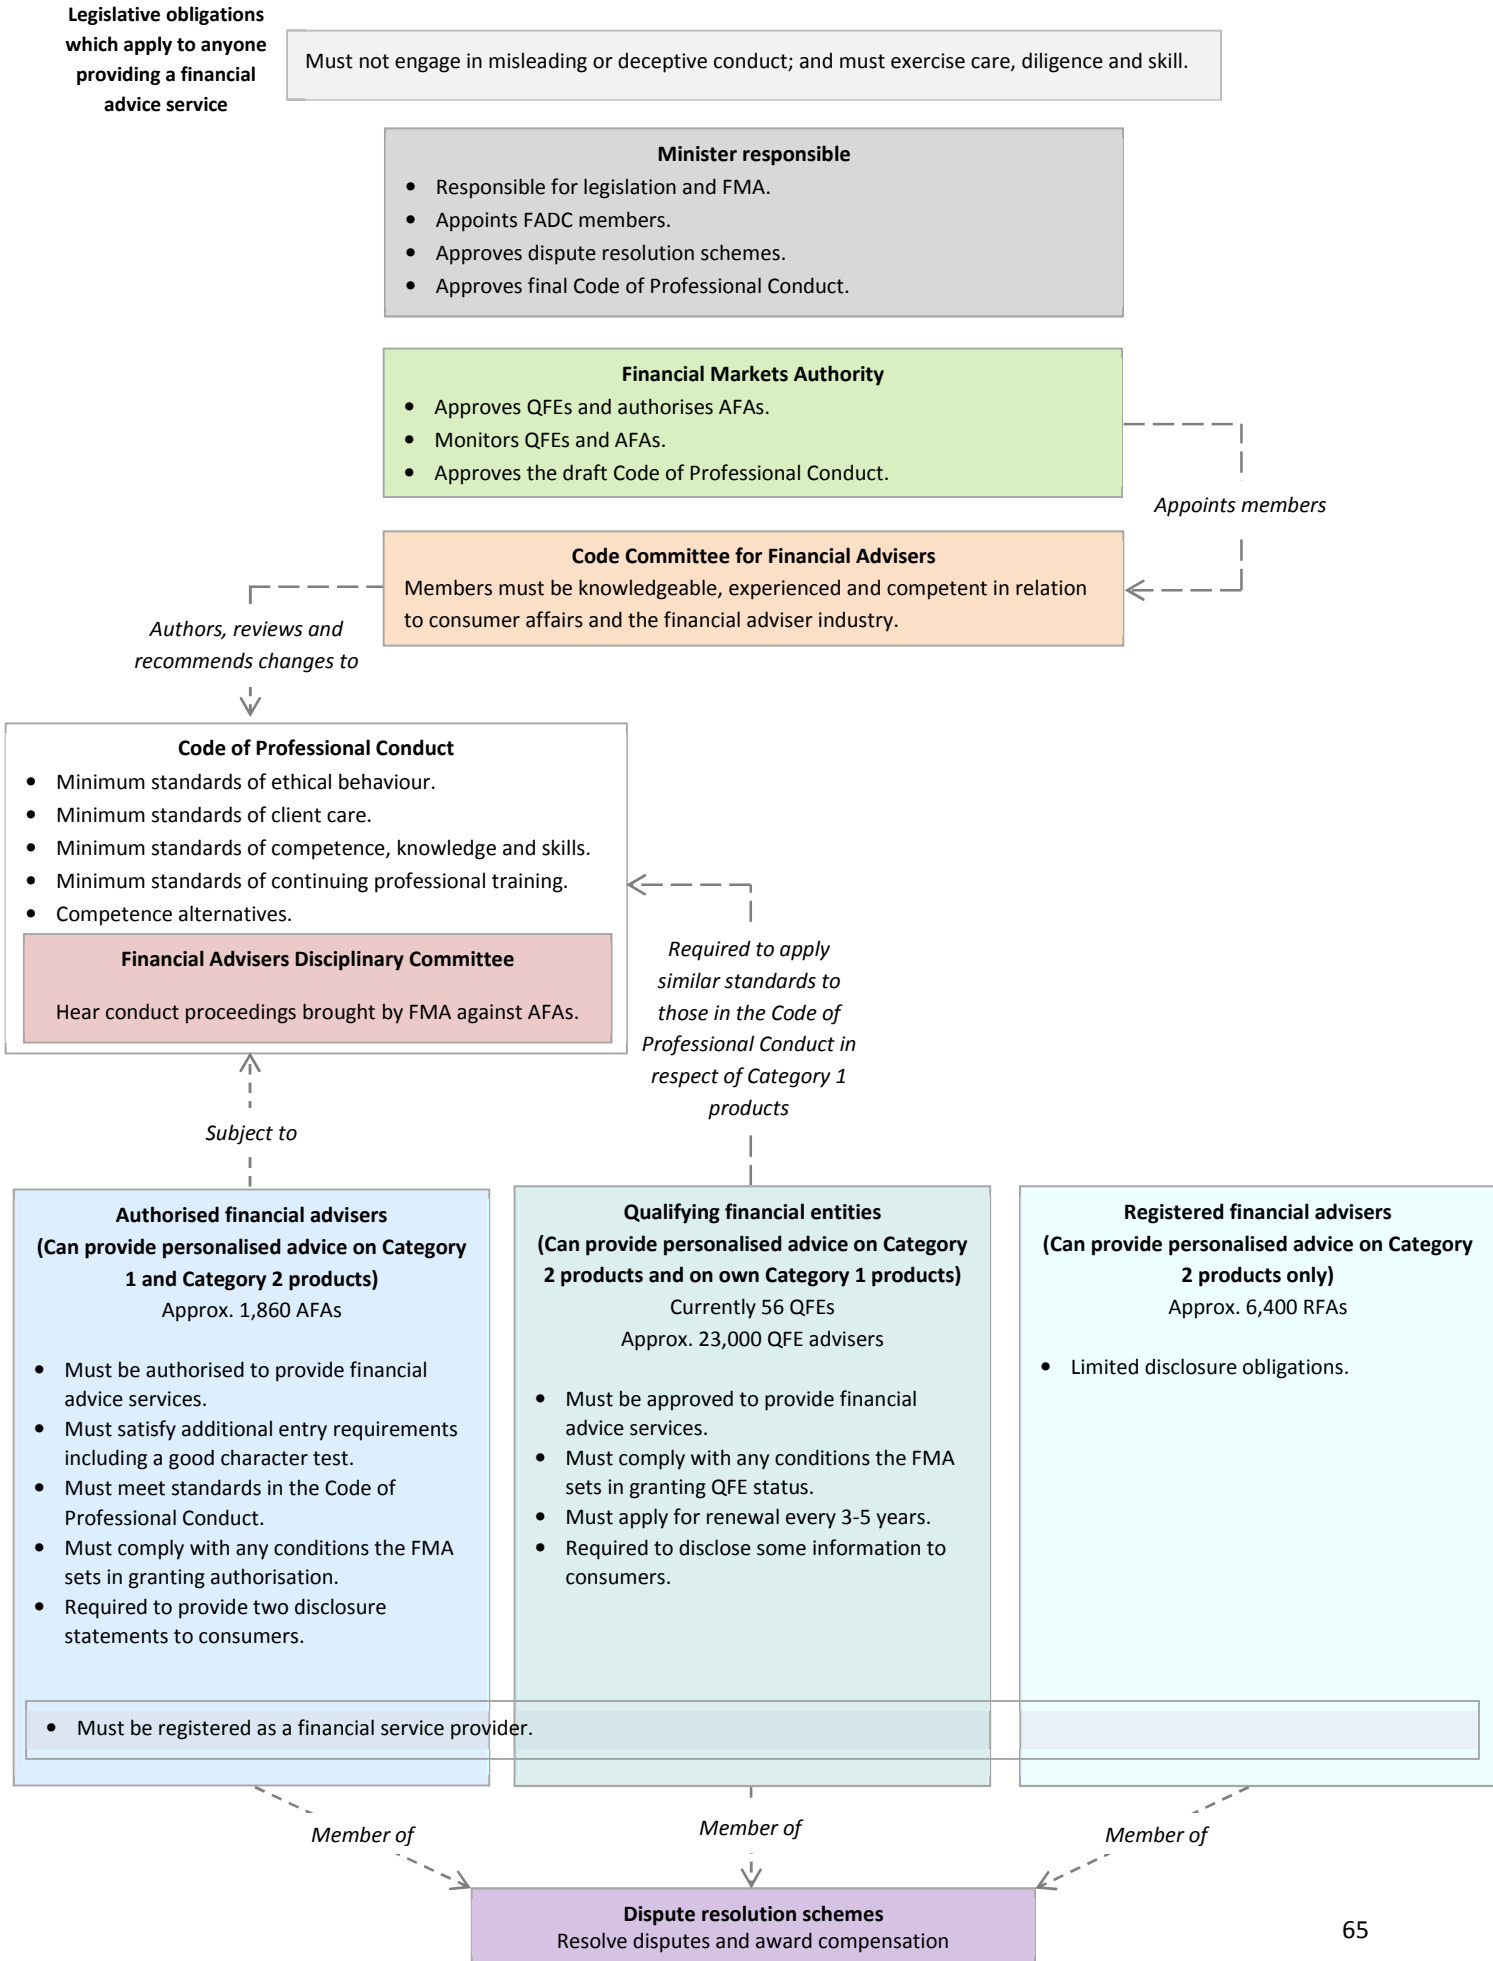 Legislative obligations
which apply to anyone
providing a financial
advice service
Must not engage in misleading or deceptive conduct; and must exercise care, diligence and skill.
Minister responsible
• Responsible for legislation and FMA.
• Appoints FADC members.
• Approves dispute resolution schemes.
• Approves final Code of Professional Conduct.
Financial Markets Authority
• Approves QFEs and authorises AFAs.
• Monitors QFEs and AFAs.
• Approves the draft Code of Professional Conduct.
Appoints members
Code Committee for Financial Advisers
Members must be knowledgeable, experienced and competent in relation
to consumer affairs and the financial adviser industry.
Authors, reviews and
recommends changes to
Code of Professional Conduct
• Minimum standards of ethical behaviour.
• Minimum standards of client care.
• Minimum standards of competence, knowledge and skills.
• Minimum standards of continuing professional training.
• Competence alternatives.
Financial Advisers Disciplinary Committee
Hear conduct proceedings brought by FMA against AFAs.
Required to apply
similar standards to
those in the Code of
Professional Conduct in
respect of Category 1
products
Subject to
Authorised financial advisers
(Can provide personalised advice on Category
1 and Category 2 products)
Approx. 1,860 AFAs
• Must be authorised to provide financial
advice services.
• Must satisfy additional entry requirements
including a good character test.
• Must meet standards in the Code of
Professional Conduct.
• Must comply with any conditions the FMA
sets in granting authorisation.
• Required to provide two disclosure
statements to consumers.
Qualifying financial entities
(Can provide personalised advice on Category
2 products and on own Category 1 products)
Currently 56 QFEs
Approx. 23,000 QFE advisers
• Must be approved to provide financial
advice services.
• Must comply with any conditions the FMA
sets in granting QFE status.
• Must apply for renewal every 3-5 years.
• Required to disclose some information to
consumers.
Registered financial advisers
(Can provide personalised advice on Category
2 products only)
Approx. 6,400 RFAs
• Limited disclosure obligations.
• Must be registered as a financial service provider.
Member of
Member of
Member of
Dispute resolution schemes
Resolve disputes and award compensation
65